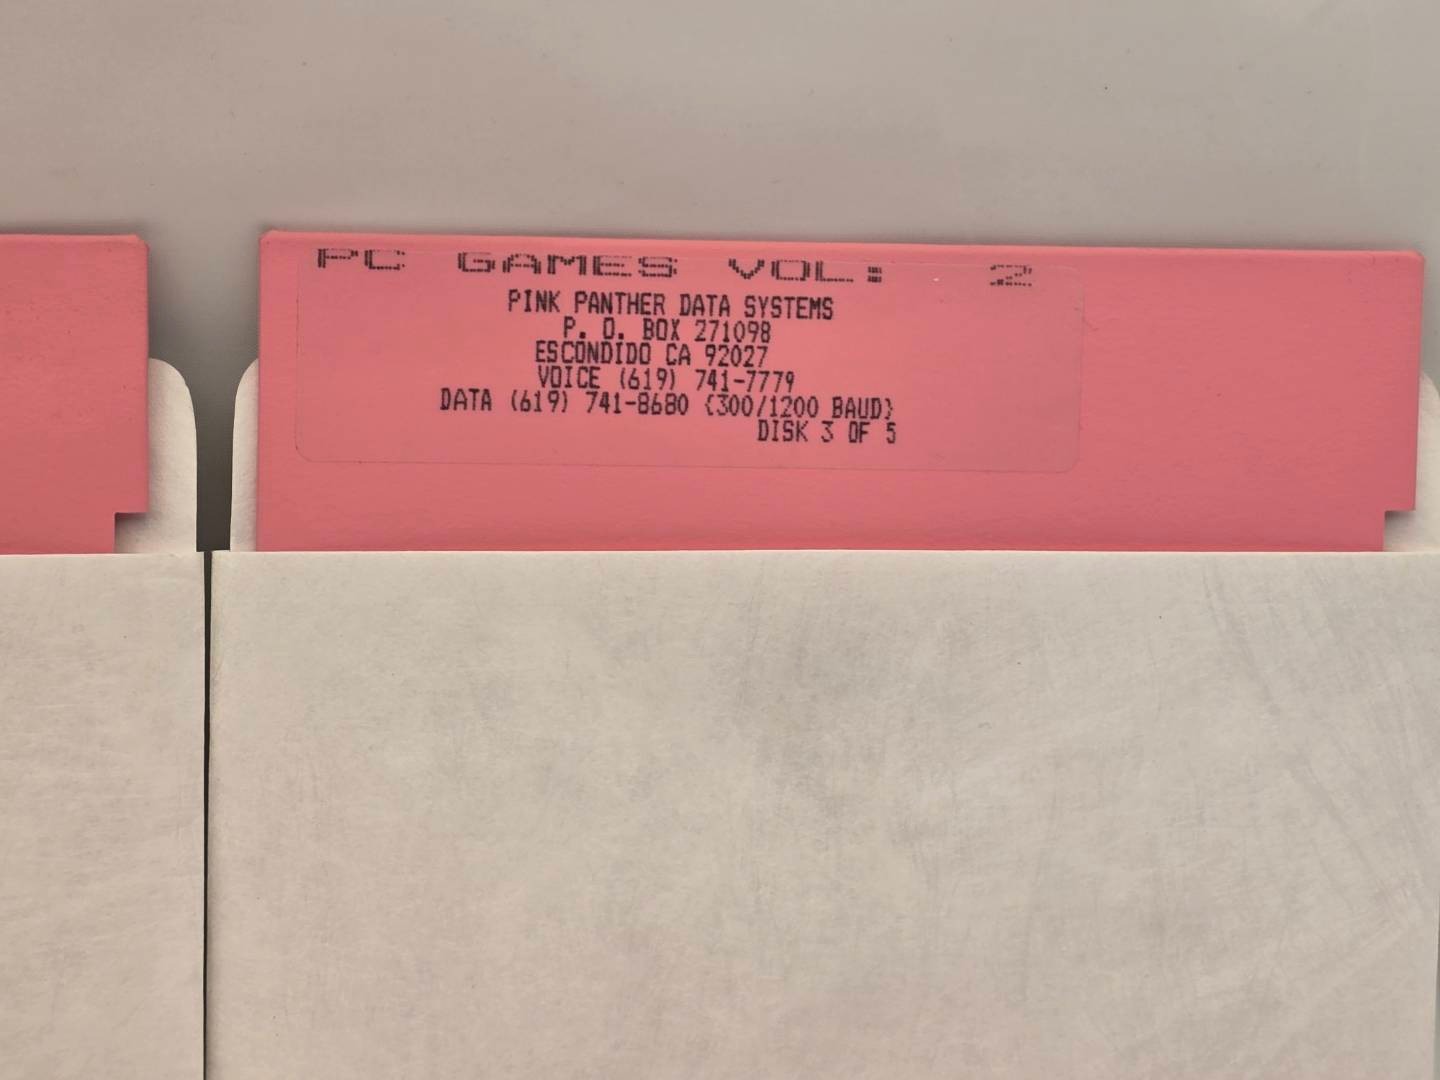 PC GAMES VOL: 2
PINK PANTHER DATA SYSTEMS
P. O. BOX 271098
ESCONDIDO CA 92027
VOICE (619) 741-7779
DATA (619) 741-8680 {300/1200 BAUD}
DISK 3 OF 5